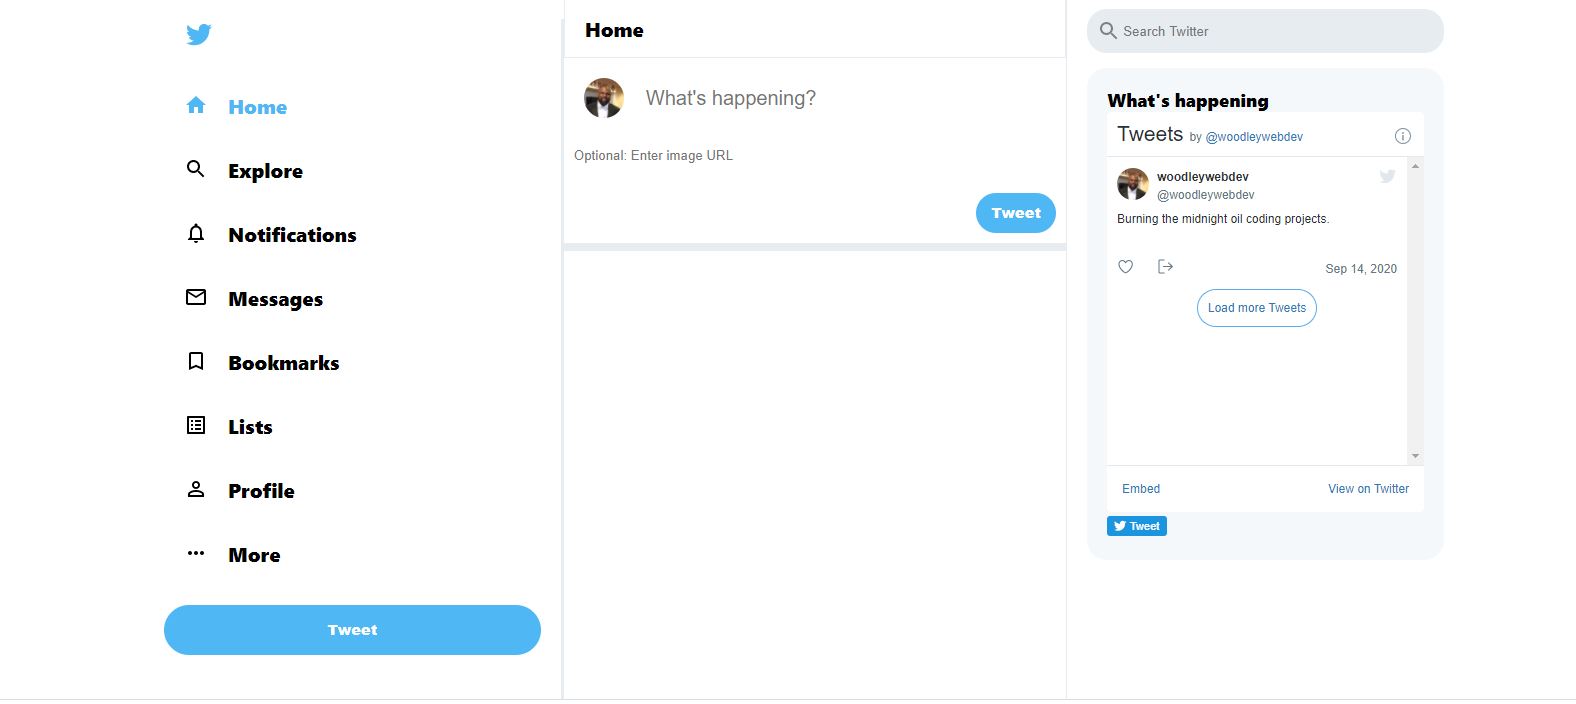 Home
Explore
Notifications
Messages
Bookmarks
Lists
Profile
More
Tweet
Home
What's happening?
Optional: Enter image URL
Tweet
Search Twitter
What's happening
Tweets by @woodleywebdev
woodleywebdev
@woodleywebdev
Burning the midnight oil coding projects.
Sep 14, 2020
Load more Tweets
Embed
View on Twitter
Tweet